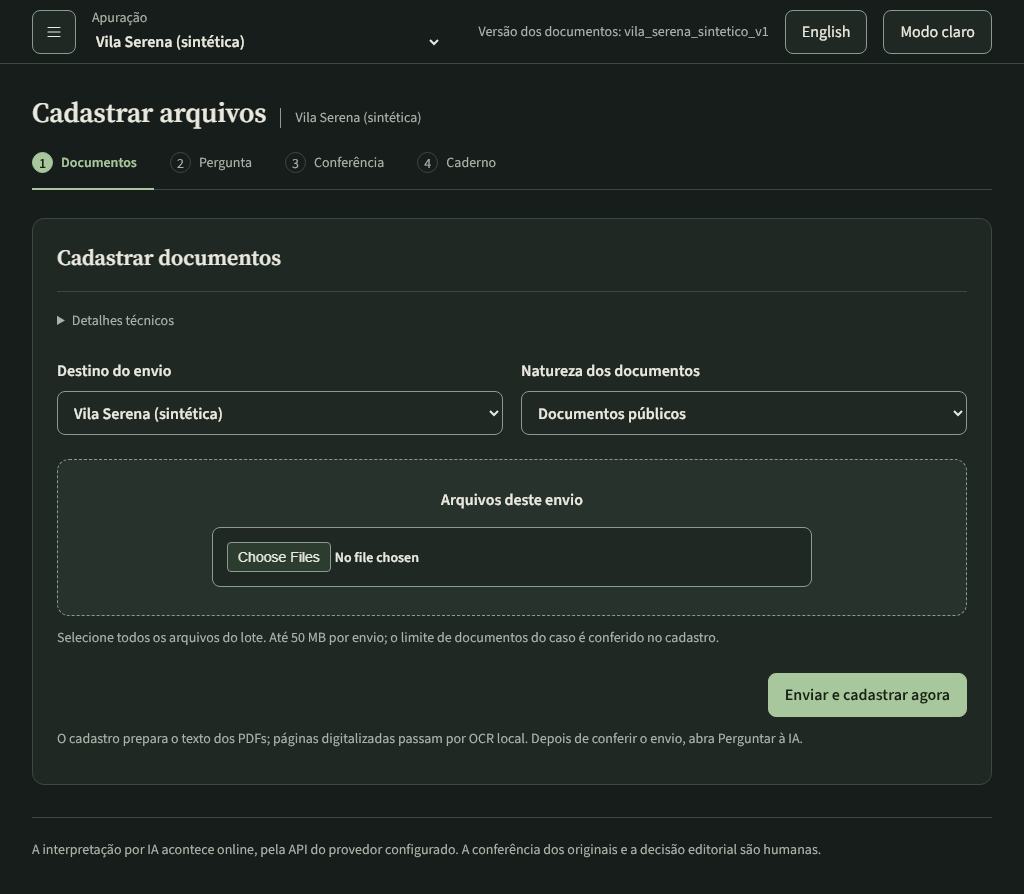 Apuração
Vila Serena (sintética)
Versão dos documentos: vila_serena_sintetico_v1
English
Modo claro
Cadastrar arquivos
Vila Serena (sintética)
1 Documentos
2 Pergunta
3 Conferência
4 Caderno
Cadastrar documentos
Detalhes técnicos
Destino do envio
Natureza dos documentos
Vila Serena (sintética)
Documentos públicos
Arquivos deste envio
Choose Files No file chosen
Selecione todos os arquivos do lote. Até 50 MB por envio; o limite de documentos do caso é conferido no cadastro.
Enviar e cadastrar agora
O cadastro prepara o texto dos PDFs; páginas digitalizadas passam por OCR local. Depois de conferir o envio, abra Perguntar à IA.
A interpretação por IA acontece online, pela API do provedor configurado. A conferência dos originais e a decisão editorial são humanas.